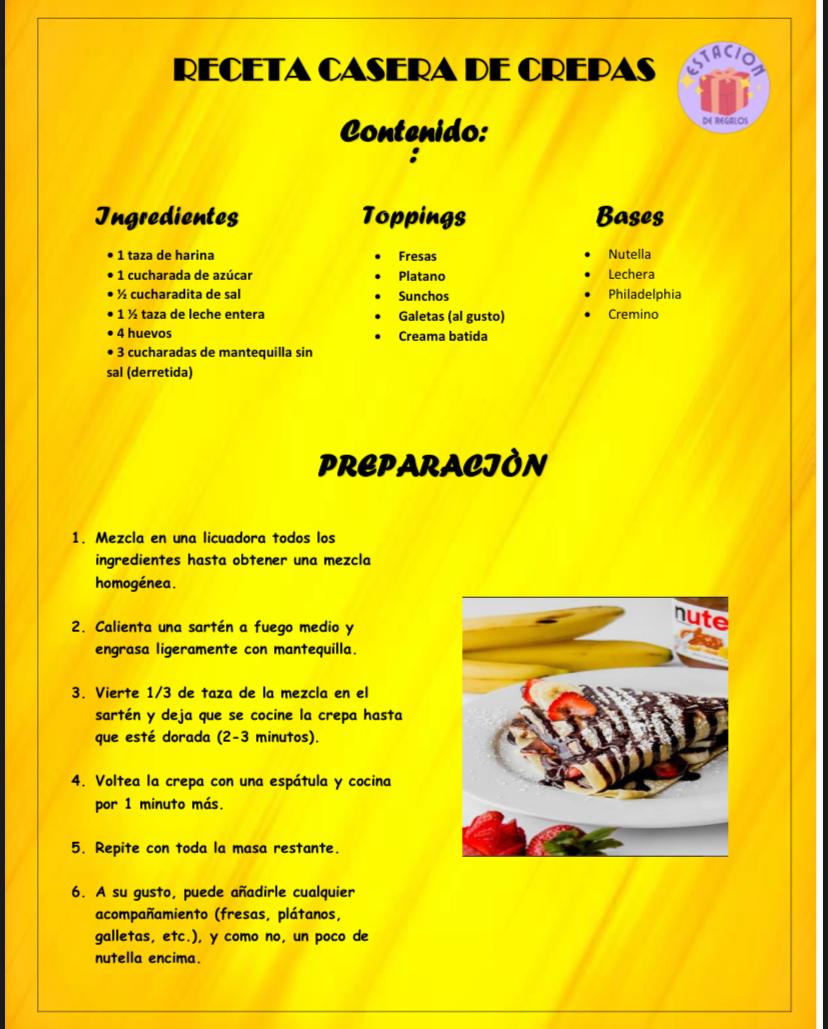 RECETA CASERA DE CREPAS
ESTACION
DE REGALOS
Contenido:
:
Ingredientes
• 1 taza de harina
• 1 cucharada de azúcar
• ½ cucharadita de sal
• 1 ½ taza de leche entera
• 4 huevos
• 3 cucharadas de mantequilla sin
sal (derretida)
Toppings
• Fresas
• Platano
• Sunchos
• Galetas (al gusto)
• Creama batida
Bases
• Nutella
• Lechera
• Philadelphia
• Cremino
PREPARACIÒN
1. Mezcla en una licuadora todos los
ingredientes hasta obtener una mezcla
homogénea.
2. Calienta una sartén a fuego medio y
engrasa ligeramente con mantequilla.
3. Vierte 1/3 de taza de la mezcla en el
sartén y deja que se cocine la crepa hasta
que esté dorada (2-3 minutos).
4. Voltea la crepa con una espátula y cocina
por 1 minuto más.
5. Repite con toda la masa restante.
6. A su gusto, puede añadirle cualquier
acompañamiento (fresas, plátanos,
galletas, etc.), y como no, un poco de
nutella encima.
nute